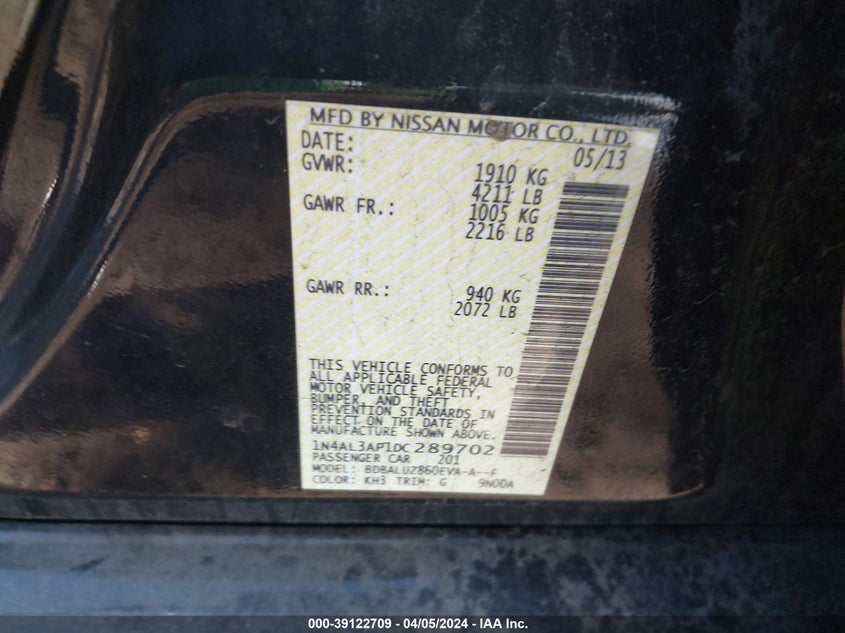 MFD BY NISSAN MOTOR CO., LTD.
DATE: 05/13
GVWR: 1910 KG
4211 LB
GAWR FR.: 1005 KG
2216 LB
GAWR RR.: 940 KG
2072 LB
THIS VEHICLE CONFORMS TO
ALL APPLICABLE FEDERAL
MOTOR VEHICLE SAFETY,
BUMPER, AND THEFT
PREVENTION STANDARDS IN
EFFECT ON THE DATE OF
MANUFACTURE SHOWN ABOVE.
1N4AL3AP1DC289702
PASSENGER CAR 201
MODEL: BDBALUZ860EVA-A--F
COLOR: KH3 TRIM: G 9N00A
000-39122709 - 04/05/2024 - IAA Inc.